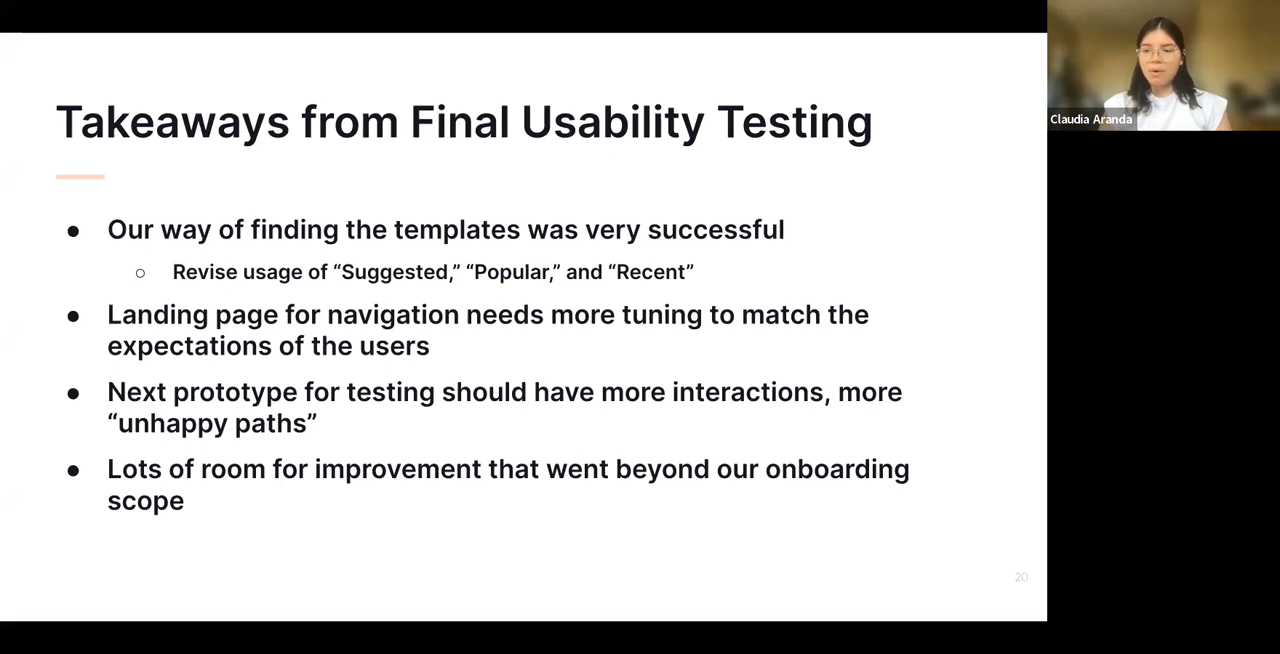 Takeaways from Final Usability Testing
● Our way of finding the templates was very successful
○ Revise usage of “Suggested,” “Popular,” and “Recent”
● Landing page for navigation needs more tuning to match the
expectations of the users
● Next prototype for testing should have more interactions, more
“unhappy paths”
● Lots of room for improvement that went beyond our onboarding
scope
20
Claudia Aranda